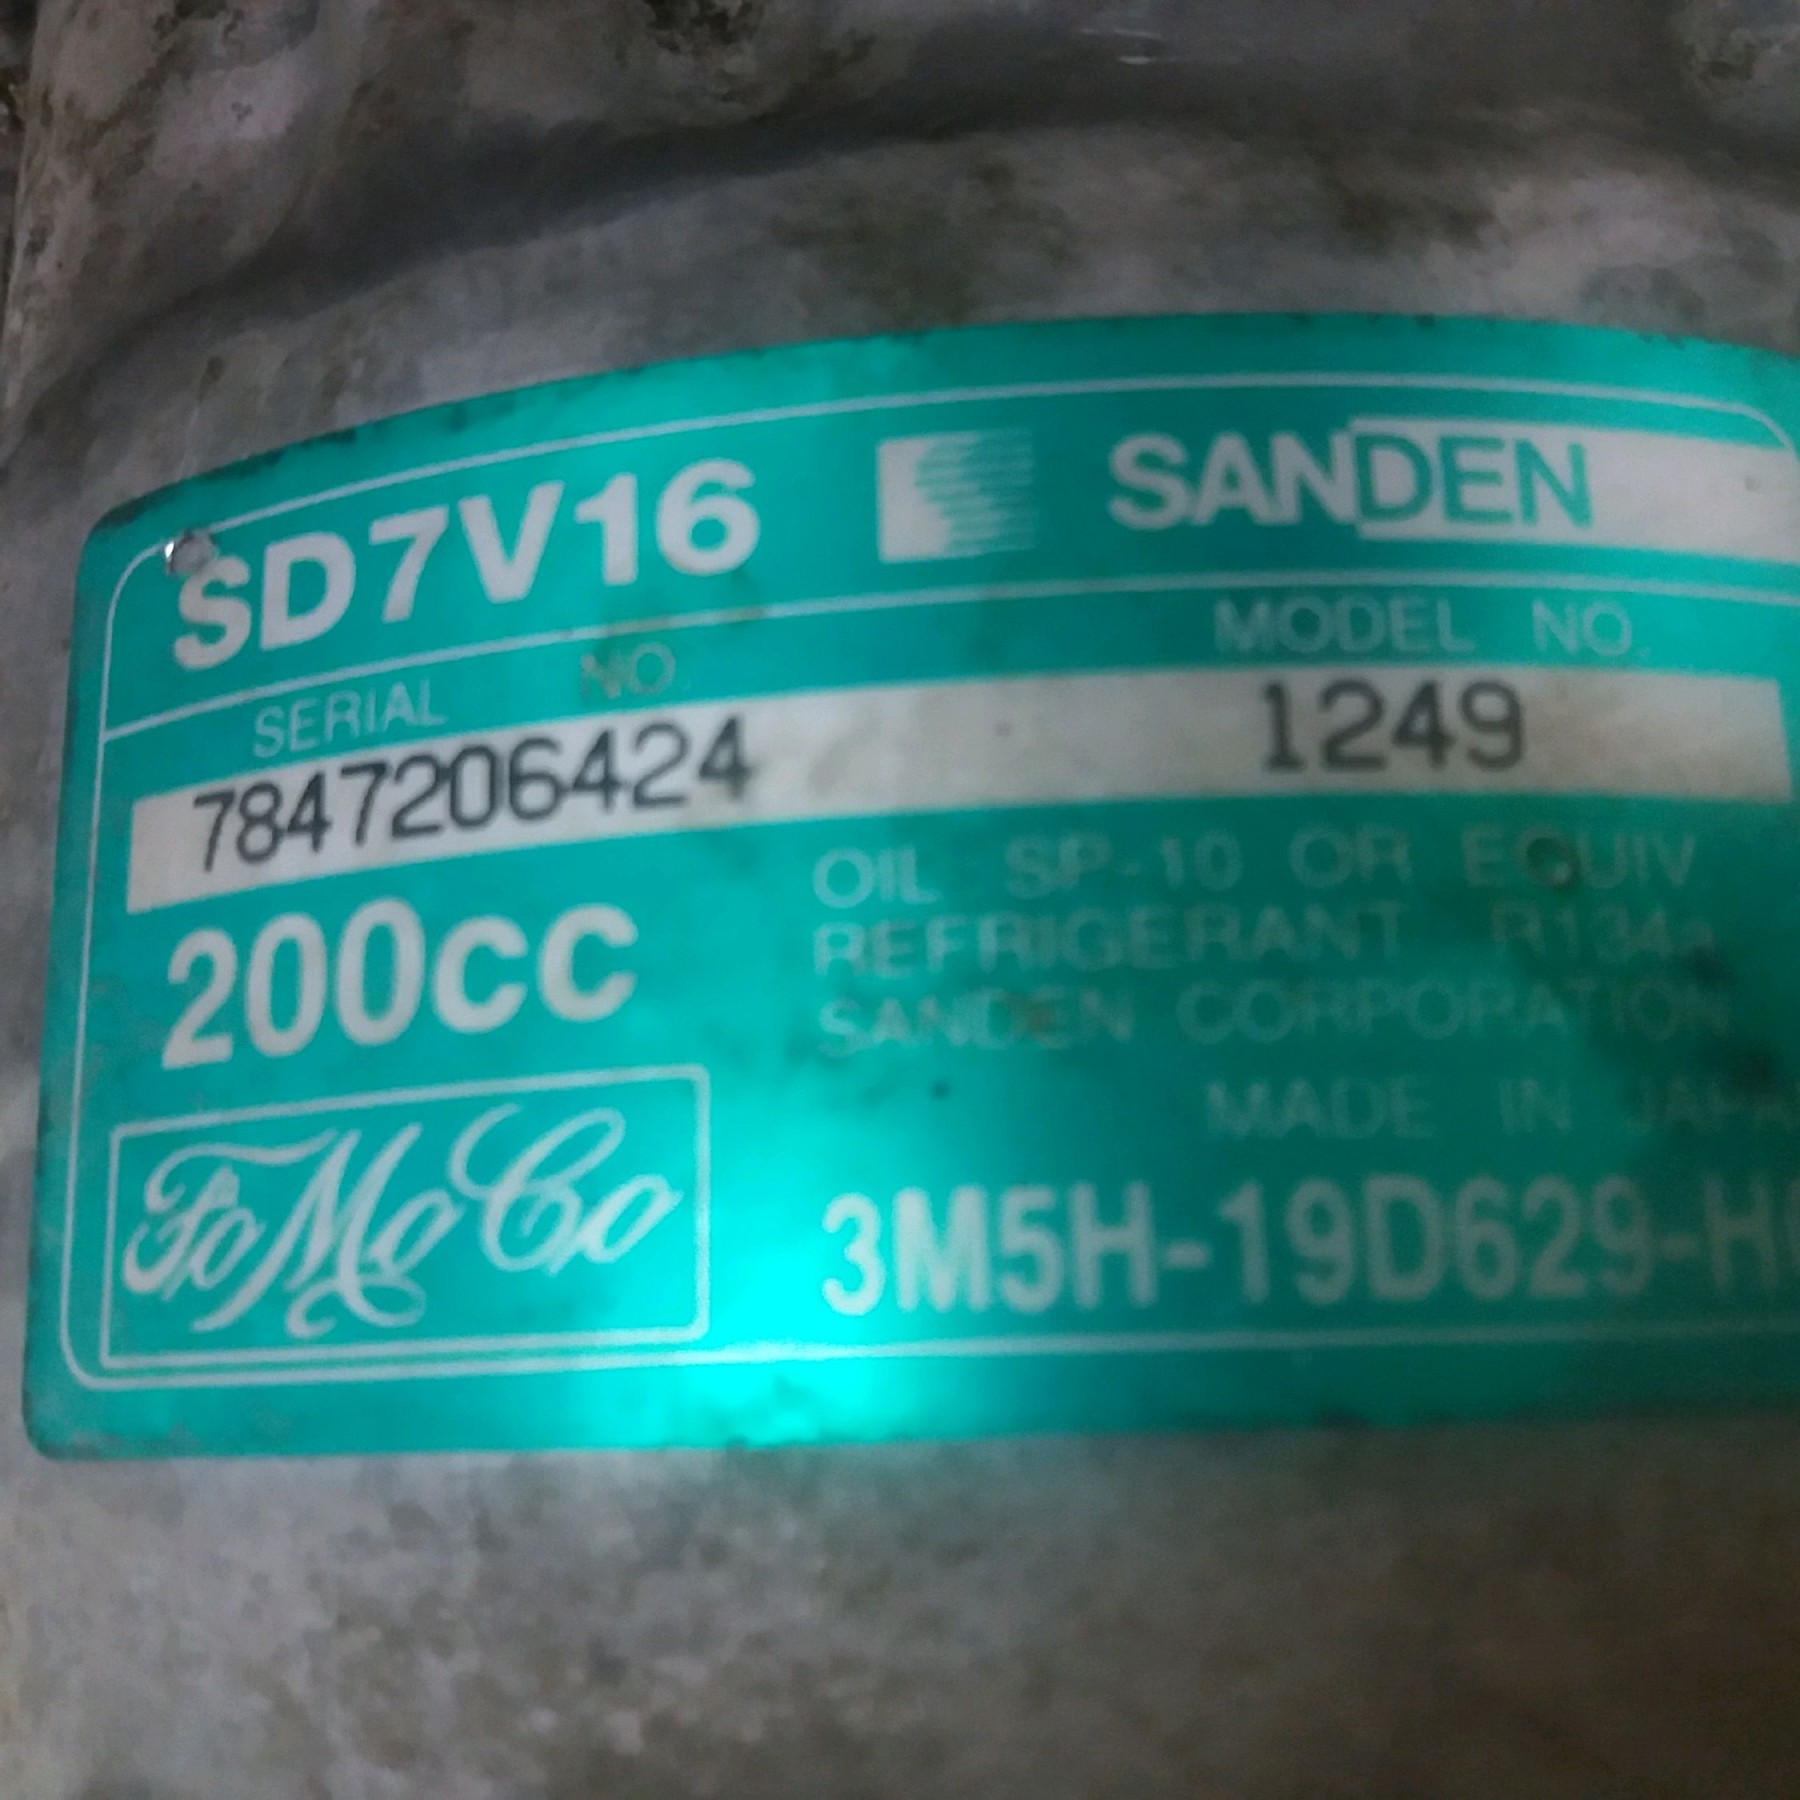 SD7V16 SANDEN
SERIAL NO. MODEL NO.
7847206424 1249
200cc
OIL SP-10 OR EQUIV
REFRIGERANT R134a
SANDEN CORPORATION
MADE IN
FoMoCo
3M5H-19D629-H